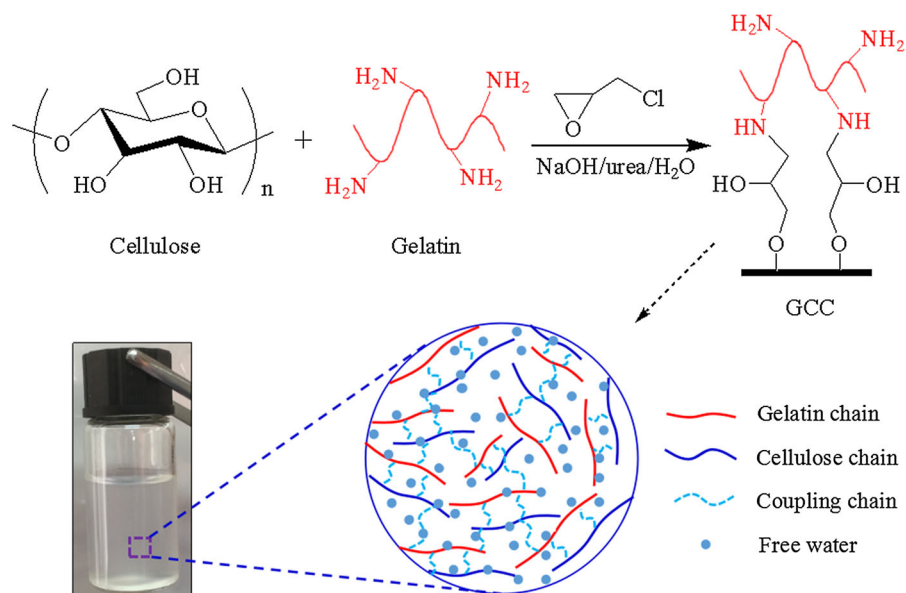 OH
O
O
HO
OH
n
Cellulose
+
H₂N
NH₂
H₂N
NH₂
Gelatin
O
Cl
NaOH/urea/H₂O
H₂N
NH₂
HN
NH
HO
OH
O
O
GCC
Gelatin chain
Cellulose chain
Coupling chain
Free water